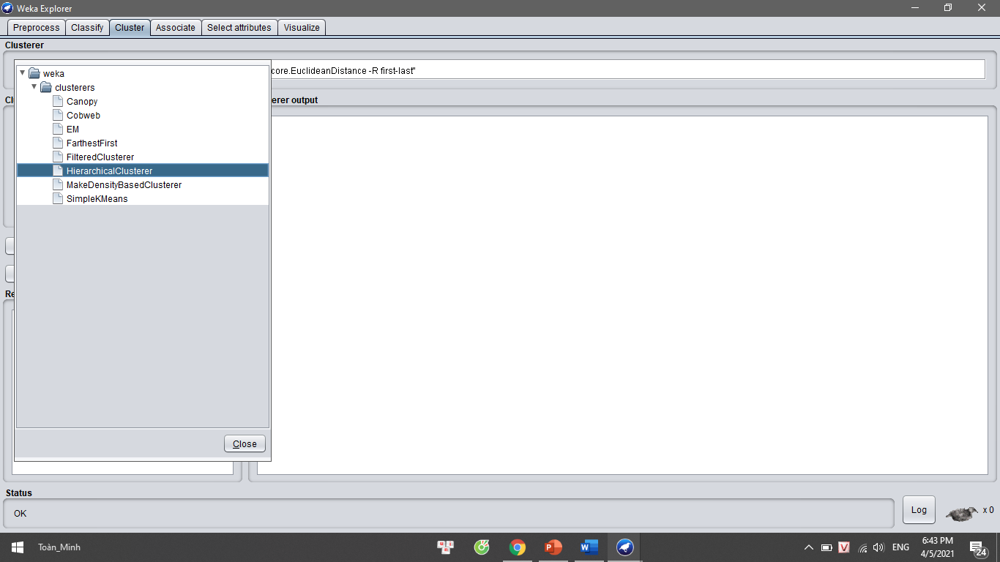 Weka Explorer
Preprocess Classify Cluster Associate Select attributes Visualize
Clusterer
core.EuclideanDistance -R first-last"
weka
clusterers
Canopy
Cobweb
EM
FarthestFirst
FilteredClusterer
HierarchicalClusterer
MakeDensityBasedClusterer
SimpleKMeans
Close
Cl
erer output
Re
Status
OK
Log
x 0
Toàn_Minh
V
ENG
6:43 PM
4/5/2021
24